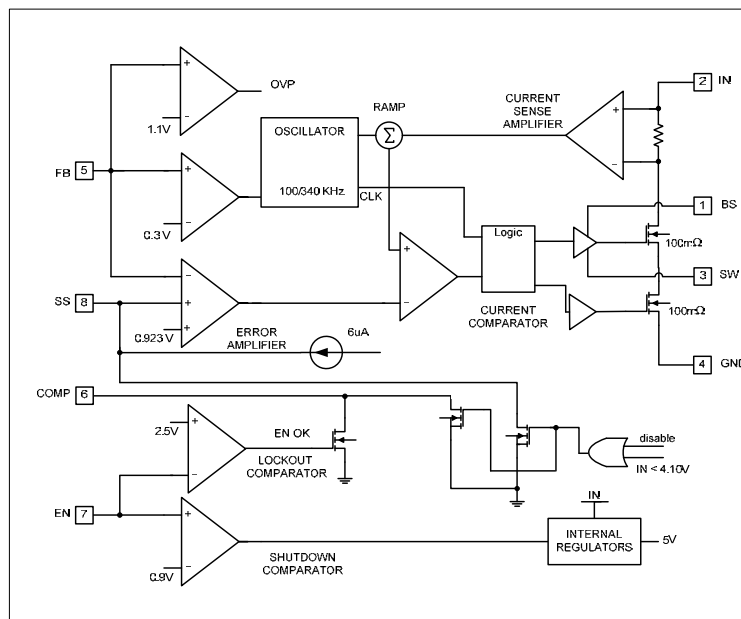 OVP
1.1V
FB 5
OSCILLATOR
100/340 KHz
CLK
RAMP
Σ
CURRENT
SENSE
AMPLIFIER
2 IN
0.3V
1 BS
100mΩ
Logic
3 SW
100mΩ
CURRENT
COMPARATOR
4 GND
SS 8
0.923V
ERROR
AMPLIFIER
6uA
COMP 6
2.5V
EN OK
LOCKOUT
COMPARATOR
disable
IN < 4.10V
EN 7
0.9V
SHUTDOWN
COMPARATOR
IN
INTERNAL
REGULATORS
5V